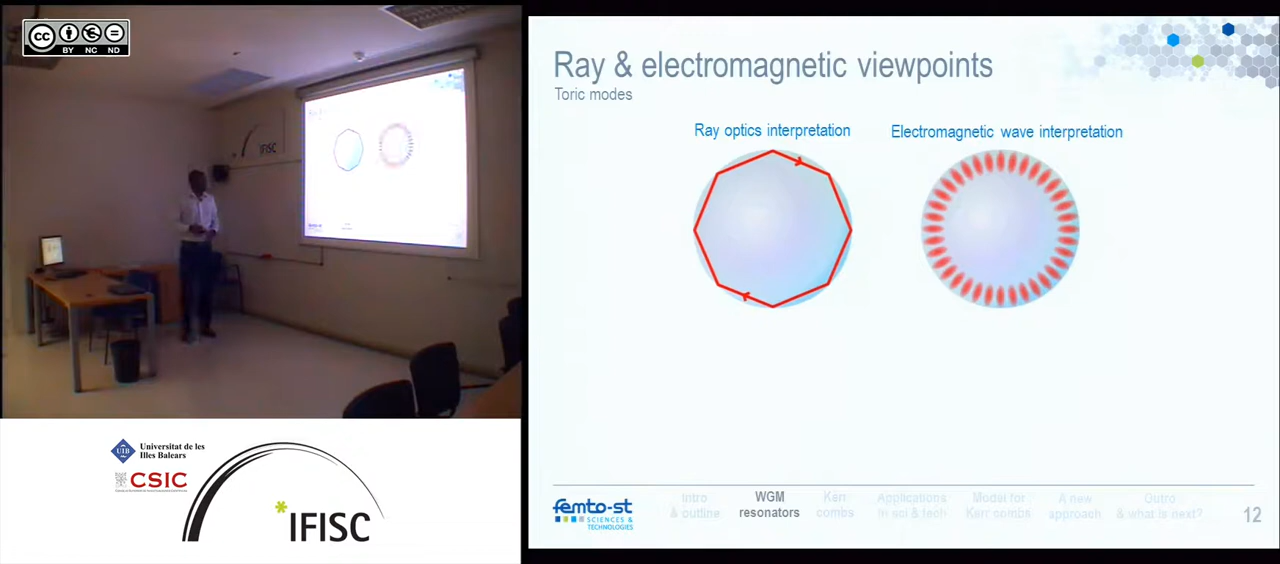 cc
BY NC ND
IFISC
Universitat de les
Illes Balears
UIB
CSIC
IFISC
Ray & electromagnetic viewpoints
Toric modes
Ray optics interpretation
Electromagnetic wave interpretation
femto-st
SCIENCES &
TECHNOLOGIES
Intro
& outline
WGM
resonators
Kerr
combs
Applications
in sci & tech
Model for
Kerr combs
A new
approach
Outro
& what is next?
12